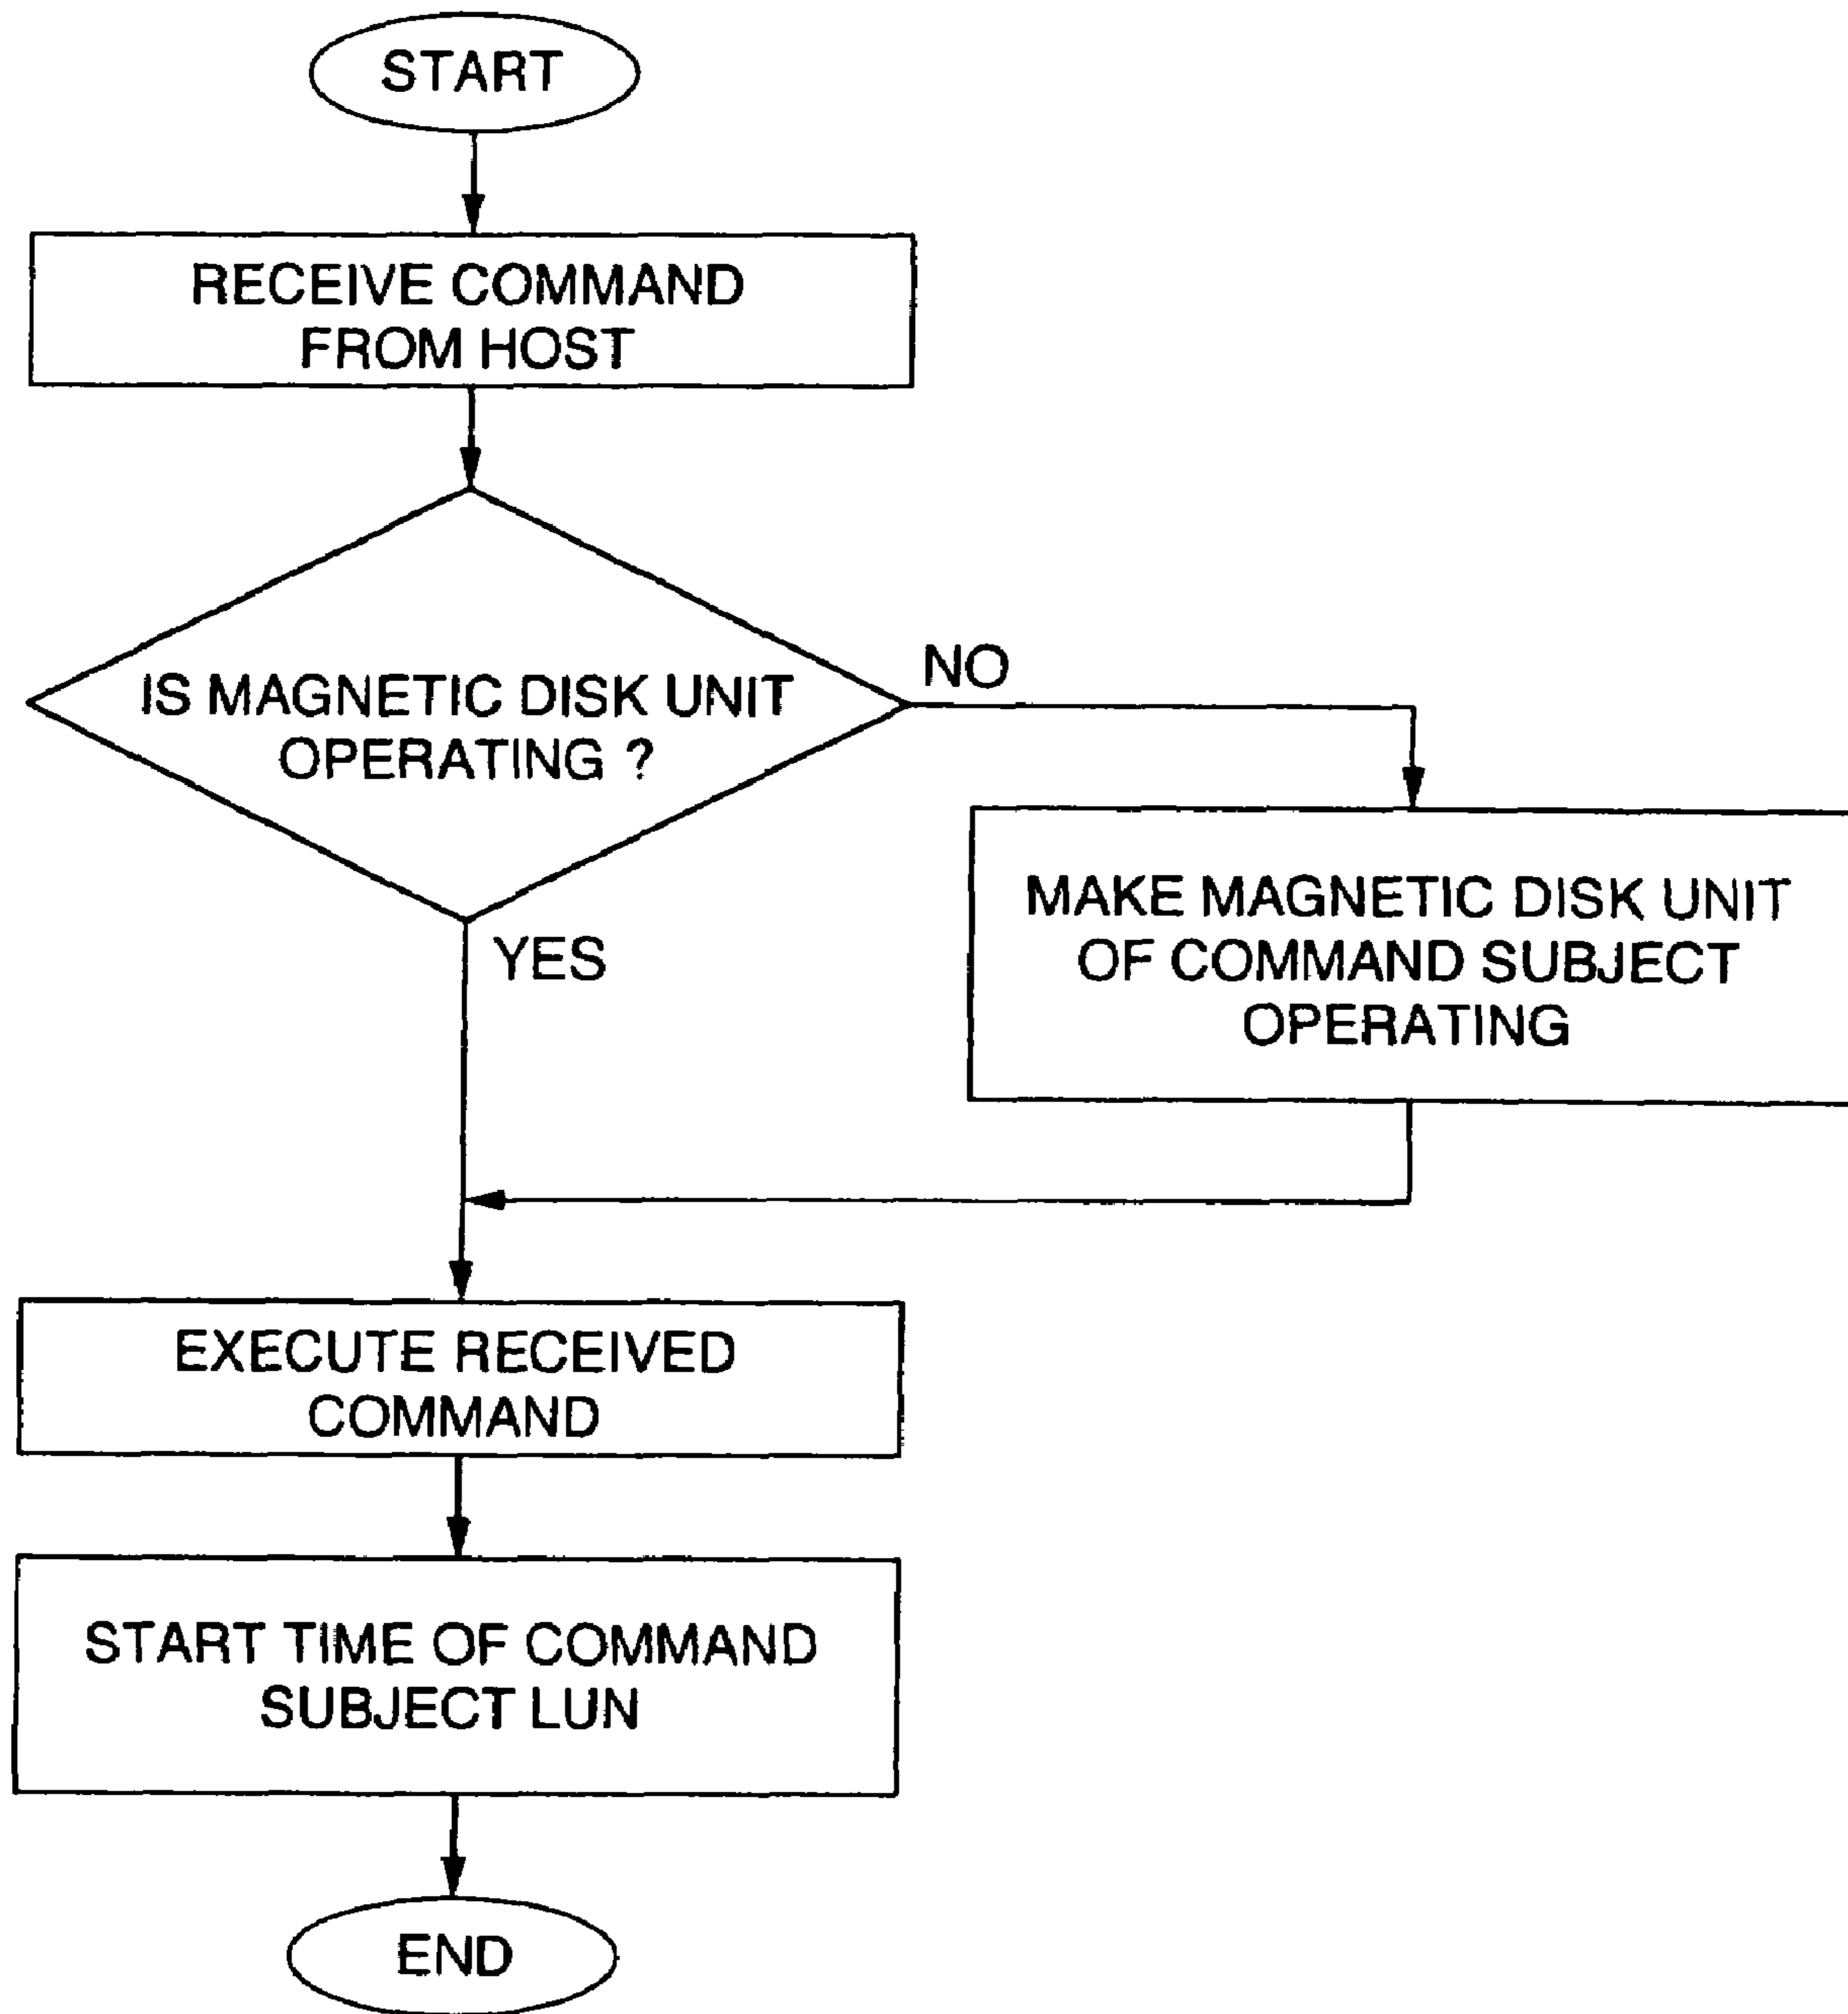 START
RECEIVE COMMAND
FROM HOST
IS MAGNETIC DISK UNIT
OPERATING ?
NO
YES
MAKE MAGNETIC DISK UNIT
OF COMMAND SUBJECT
OPERATING
EXECUTE RECEIVED
COMMAND
START TIME OF COMMAND
SUBJECT LUN
END